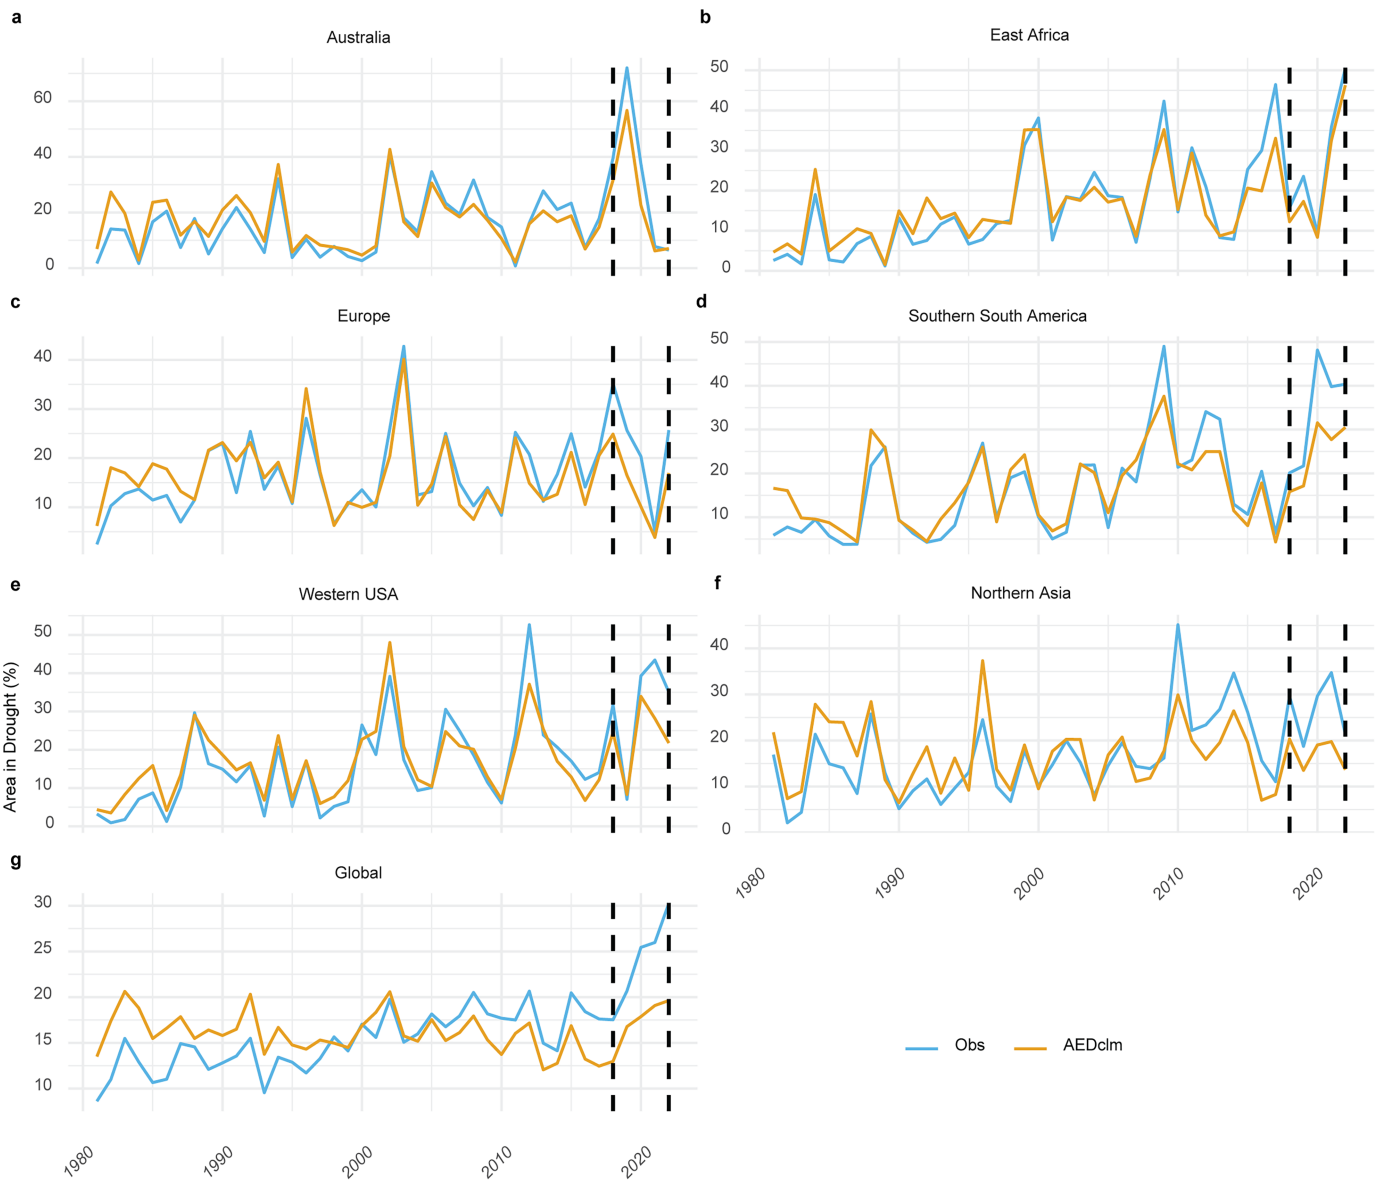 a
Australia
60
40
20
0
b
East Africa
50
40
30
20
10
0
c
Europe
40
30
20
10
d
Southern South America
50
40
30
20
10
e
Western USA
50
40
30
20
10
0
f
Northern Asia
40
30
20
10
0
1980
1990
2000
2010
2020
Area in Drought (%)
g
Global
30
25
20
15
10
1980
1990
2000
2010
2020
Obs
AEDclm